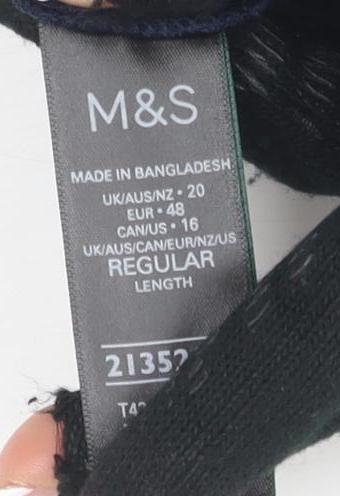 M&S
MADE IN BANGLADESH
UK/AUS/NZ • 20
EUR • 48
CAN/US • 16
UK/AUS/CAN/EUR/NZ/US
REGULAR
LENGTH